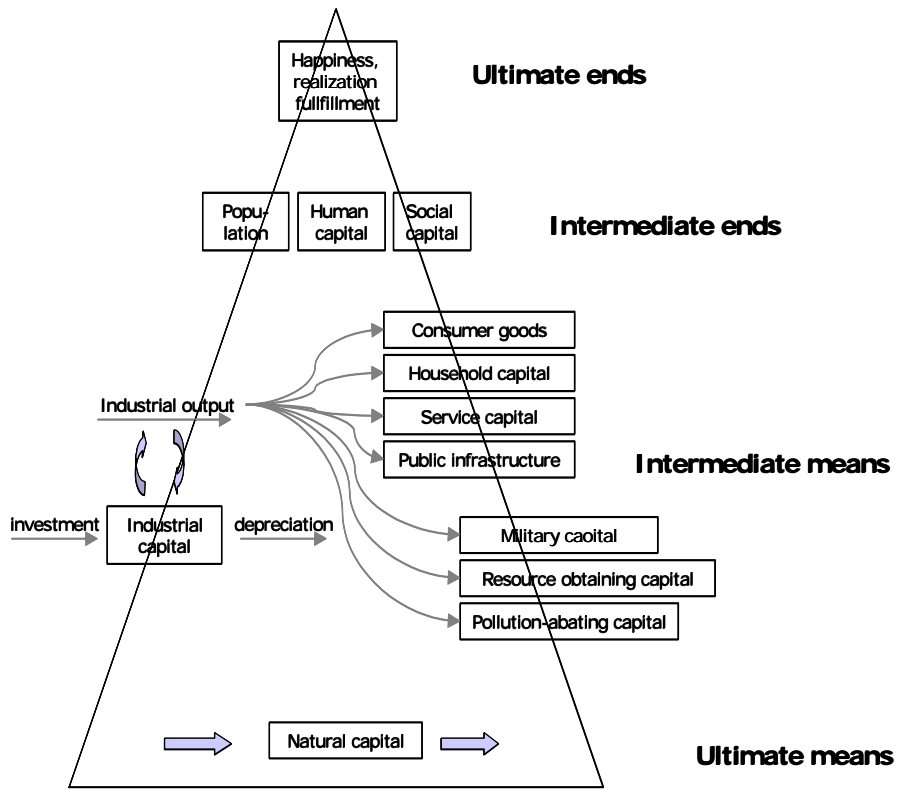 Happiness,
realization
fullfillment
Ultimate ends
Popu-
lation
Human
capital
Social
capital
Intermediate ends
Consumer goods
Household capital
Industrial output
Service capital
Public infrastructure
Intermediate means
investment
Industrial
capital
depreciation
Military caoital
Resource obtaining capital
Pollution-abating capital
Natural capital
Ultimate means